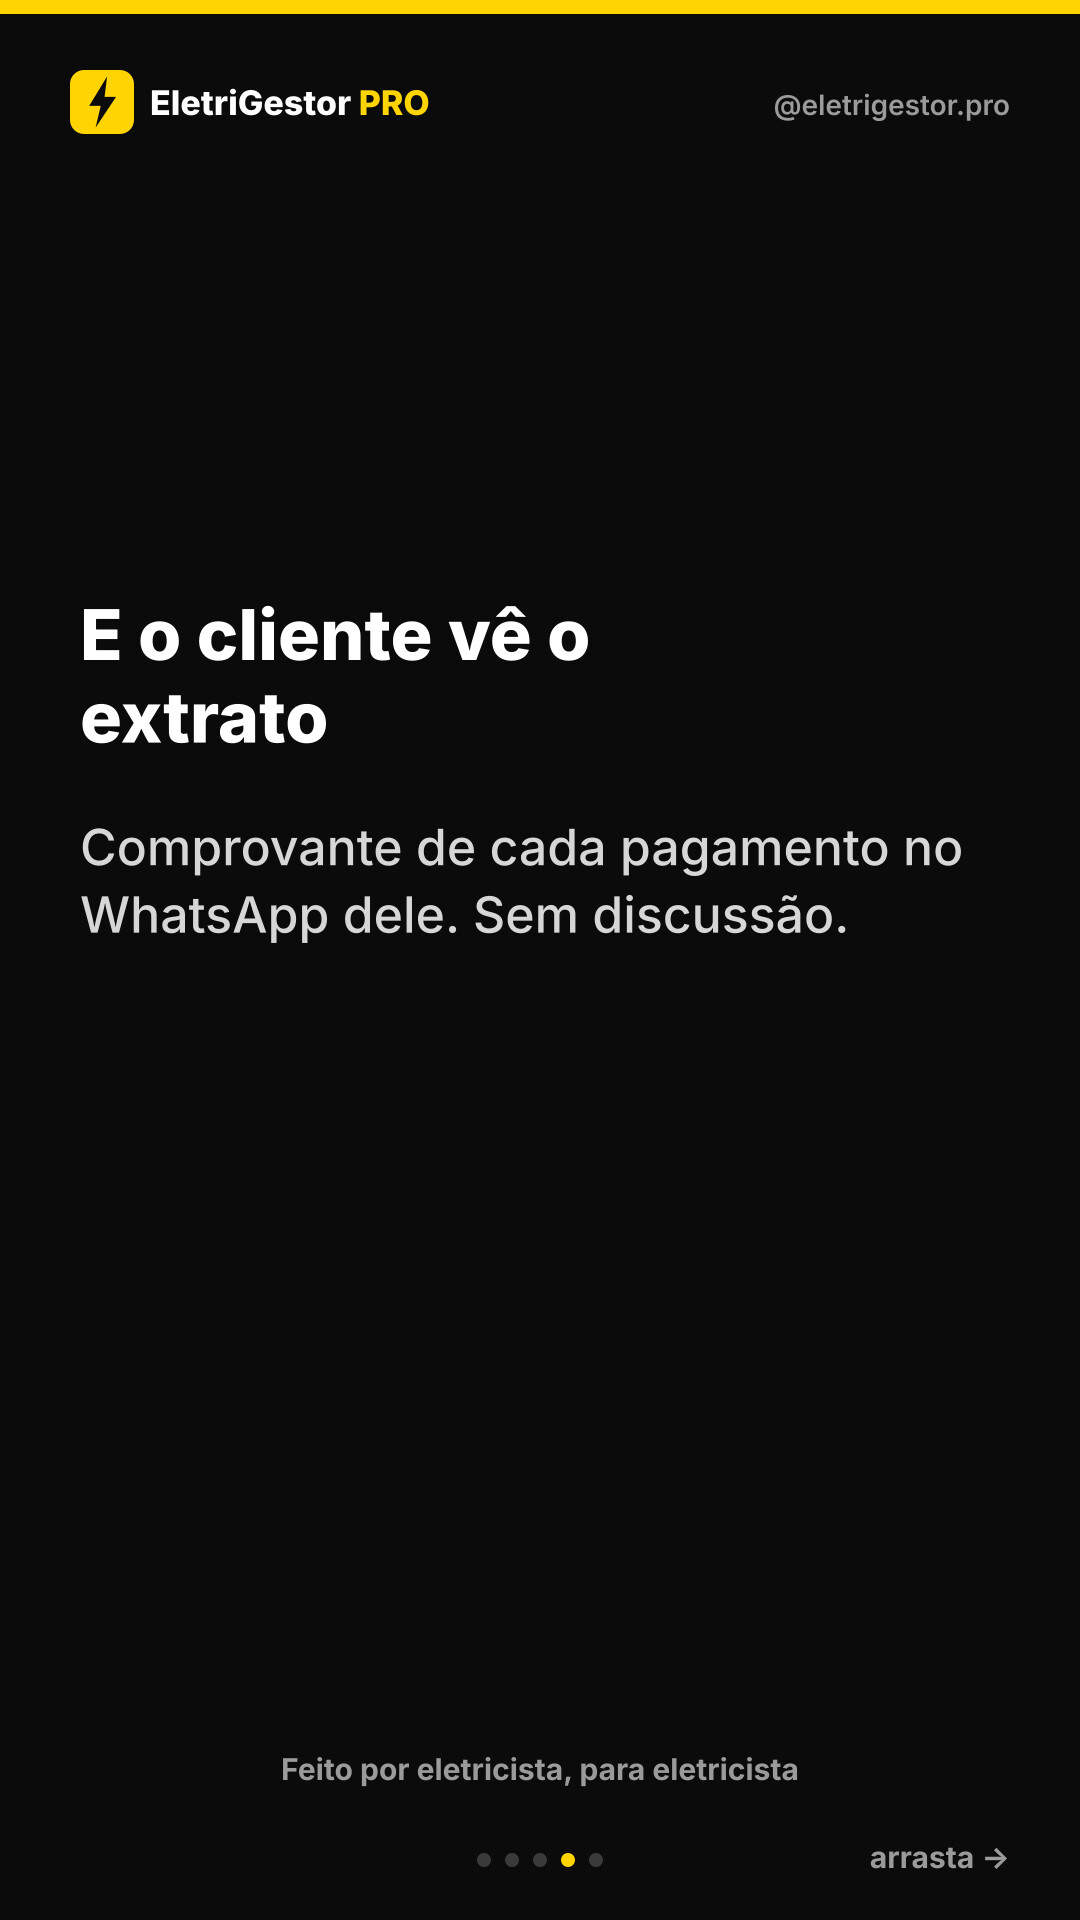 EletriGestor PRO
@eletrigestor.pro
E o cliente vê o
extrato
Comprovante de cada pagamento no
WhatsApp dele. Sem discussão.
Feito por eletricista, para eletricista
arrasta →